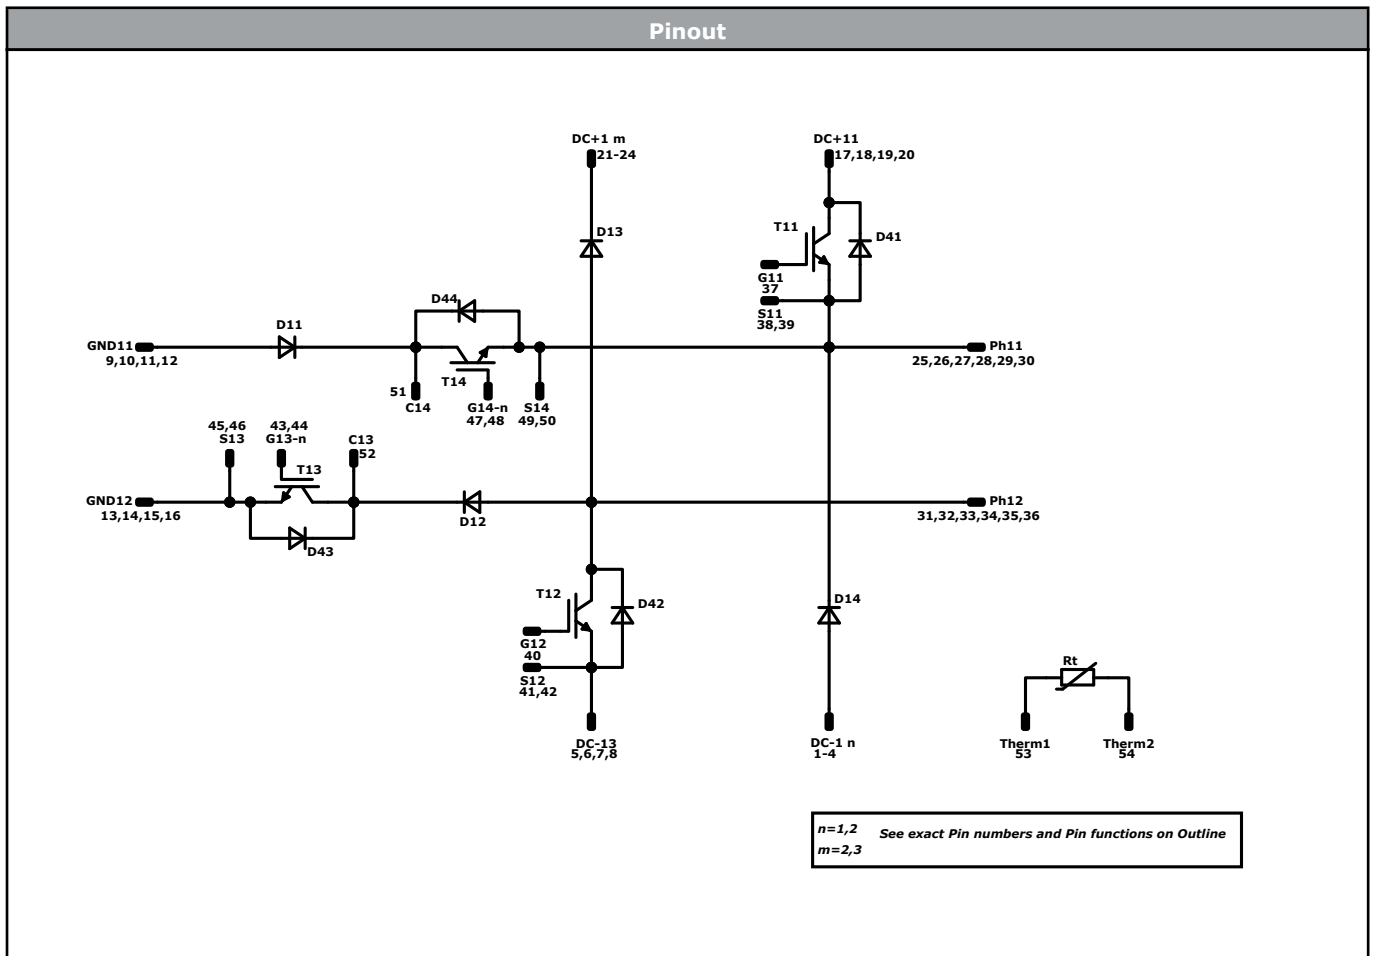 Pinout
DC+1 m
21-24
DC+11
17,18,19,20
D13
T11
D41
G11
37
S11
38,39
D44
D11
GND11
9,10,11,12
Ph11
25,26,27,28,29,30
T14
51
C14
G14-n
47,48
S14
49,50
45,46
S13
43,44
G13-n
C13
52
T13
GND12
13,14,15,16
D12
Ph12
31,32,33,34,35,36
D43
T12
D42
D14
G12
40
S12
41,42
Rt
DC-13
5,6,7,8
DC-1 n
1-4
Therm1
53
Therm2
54
n=1,2 See exact Pin numbers and Pin functions on Outline
m=2,3